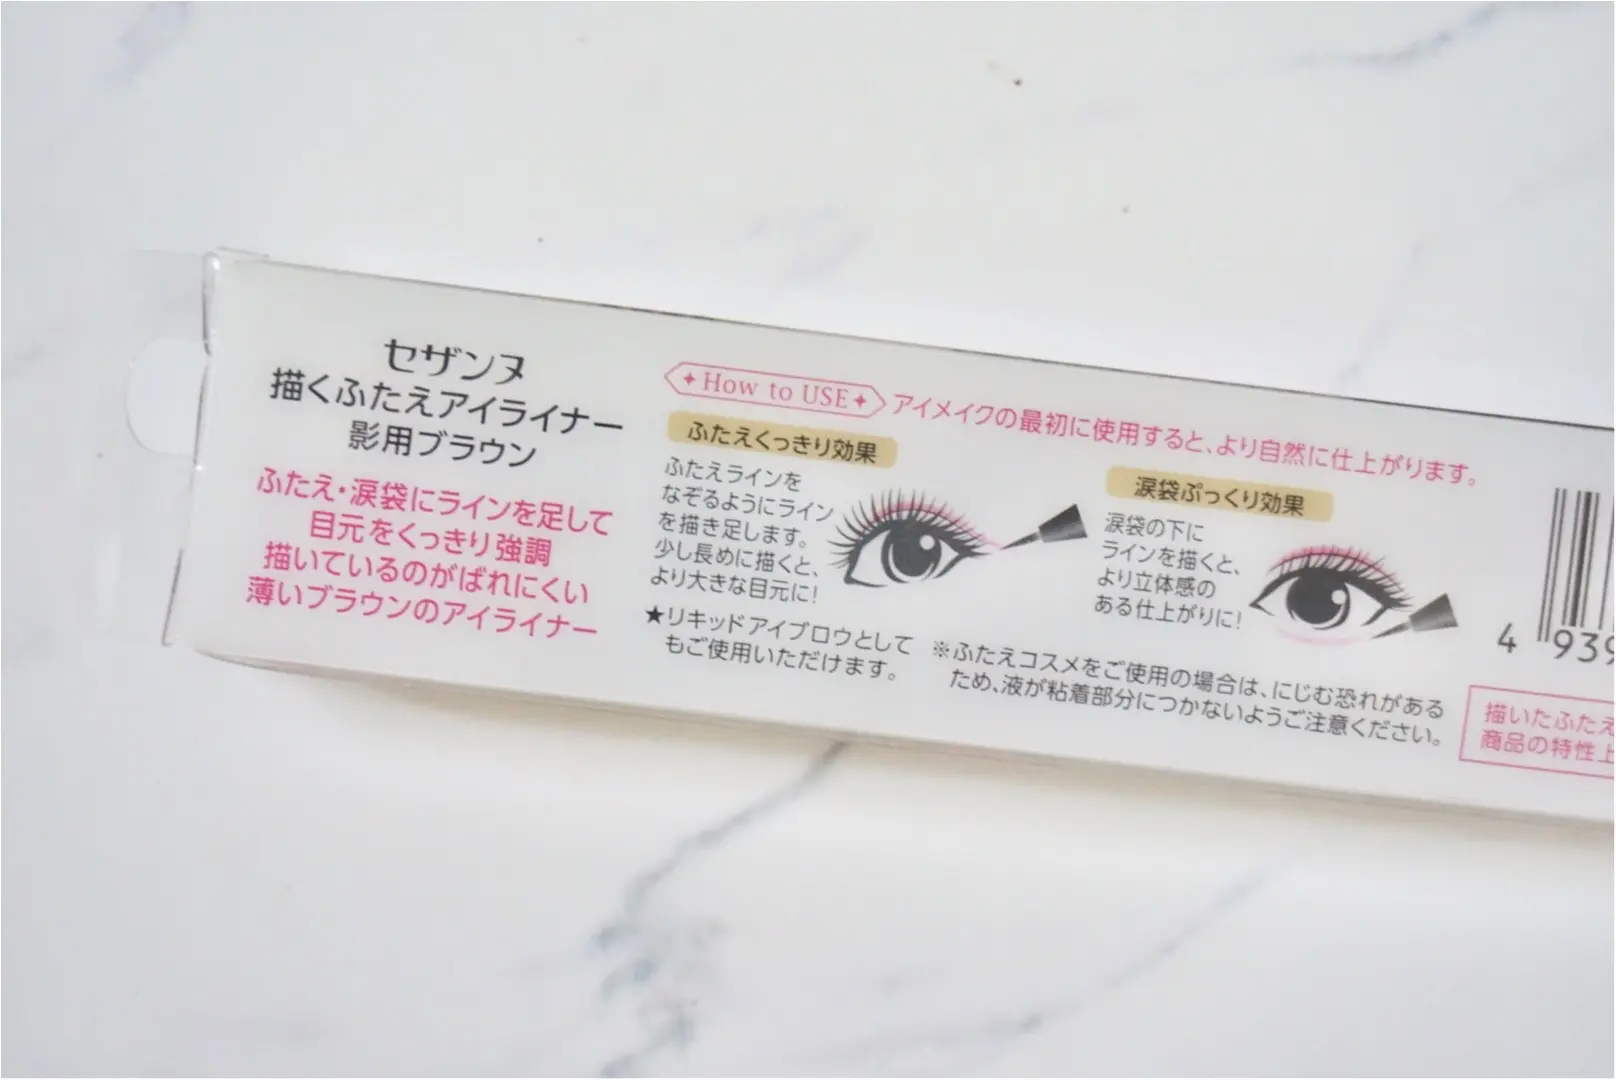 セザンヌ
描くふたえアイライナー
影用ブラウン
ふたえ・涙袋にラインを足して
目元をくっきり強調
描いているのがばれにくい
薄いブラウンのアイライナー
How to USE アイメイクの最初に使用すると、より自然に仕上がります。
ふたえくっきり効果
ふたえラインを
なぞるようにライン
を描き足します。
少し長めに描くと、
より大きな目元に!
★リキッドアイブロウとして
もご使用いただけます。
涙袋ぷっくり効果
涙袋の下に
ラインを描くと、
より立体感の
ある仕上がりに!
※ふたえコスメをご使用の場合は、にじむ恐れがある
ため、液が粘着部分につかないようご注意ください。
4 939
描いたふたえ
商品の特性上